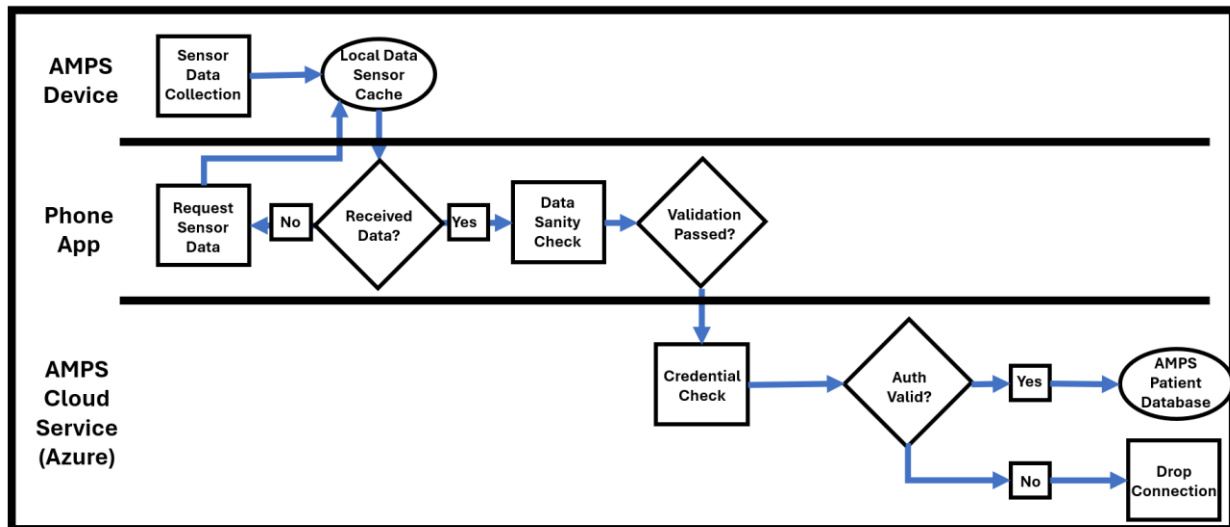 AMPS
Device
Sensor
Data
Collection
Local Data
Sensor
Cache
Phone
App
Request
Sensor
Data
No
Received
Data?
Yes
Data
Sanity
Check
Validation
Passed?
AMPS
Cloud
Service
(Azure)
Credential
Check
Auth
Valid?
Yes
AMPS
Patient
Database
No
Drop
Connection